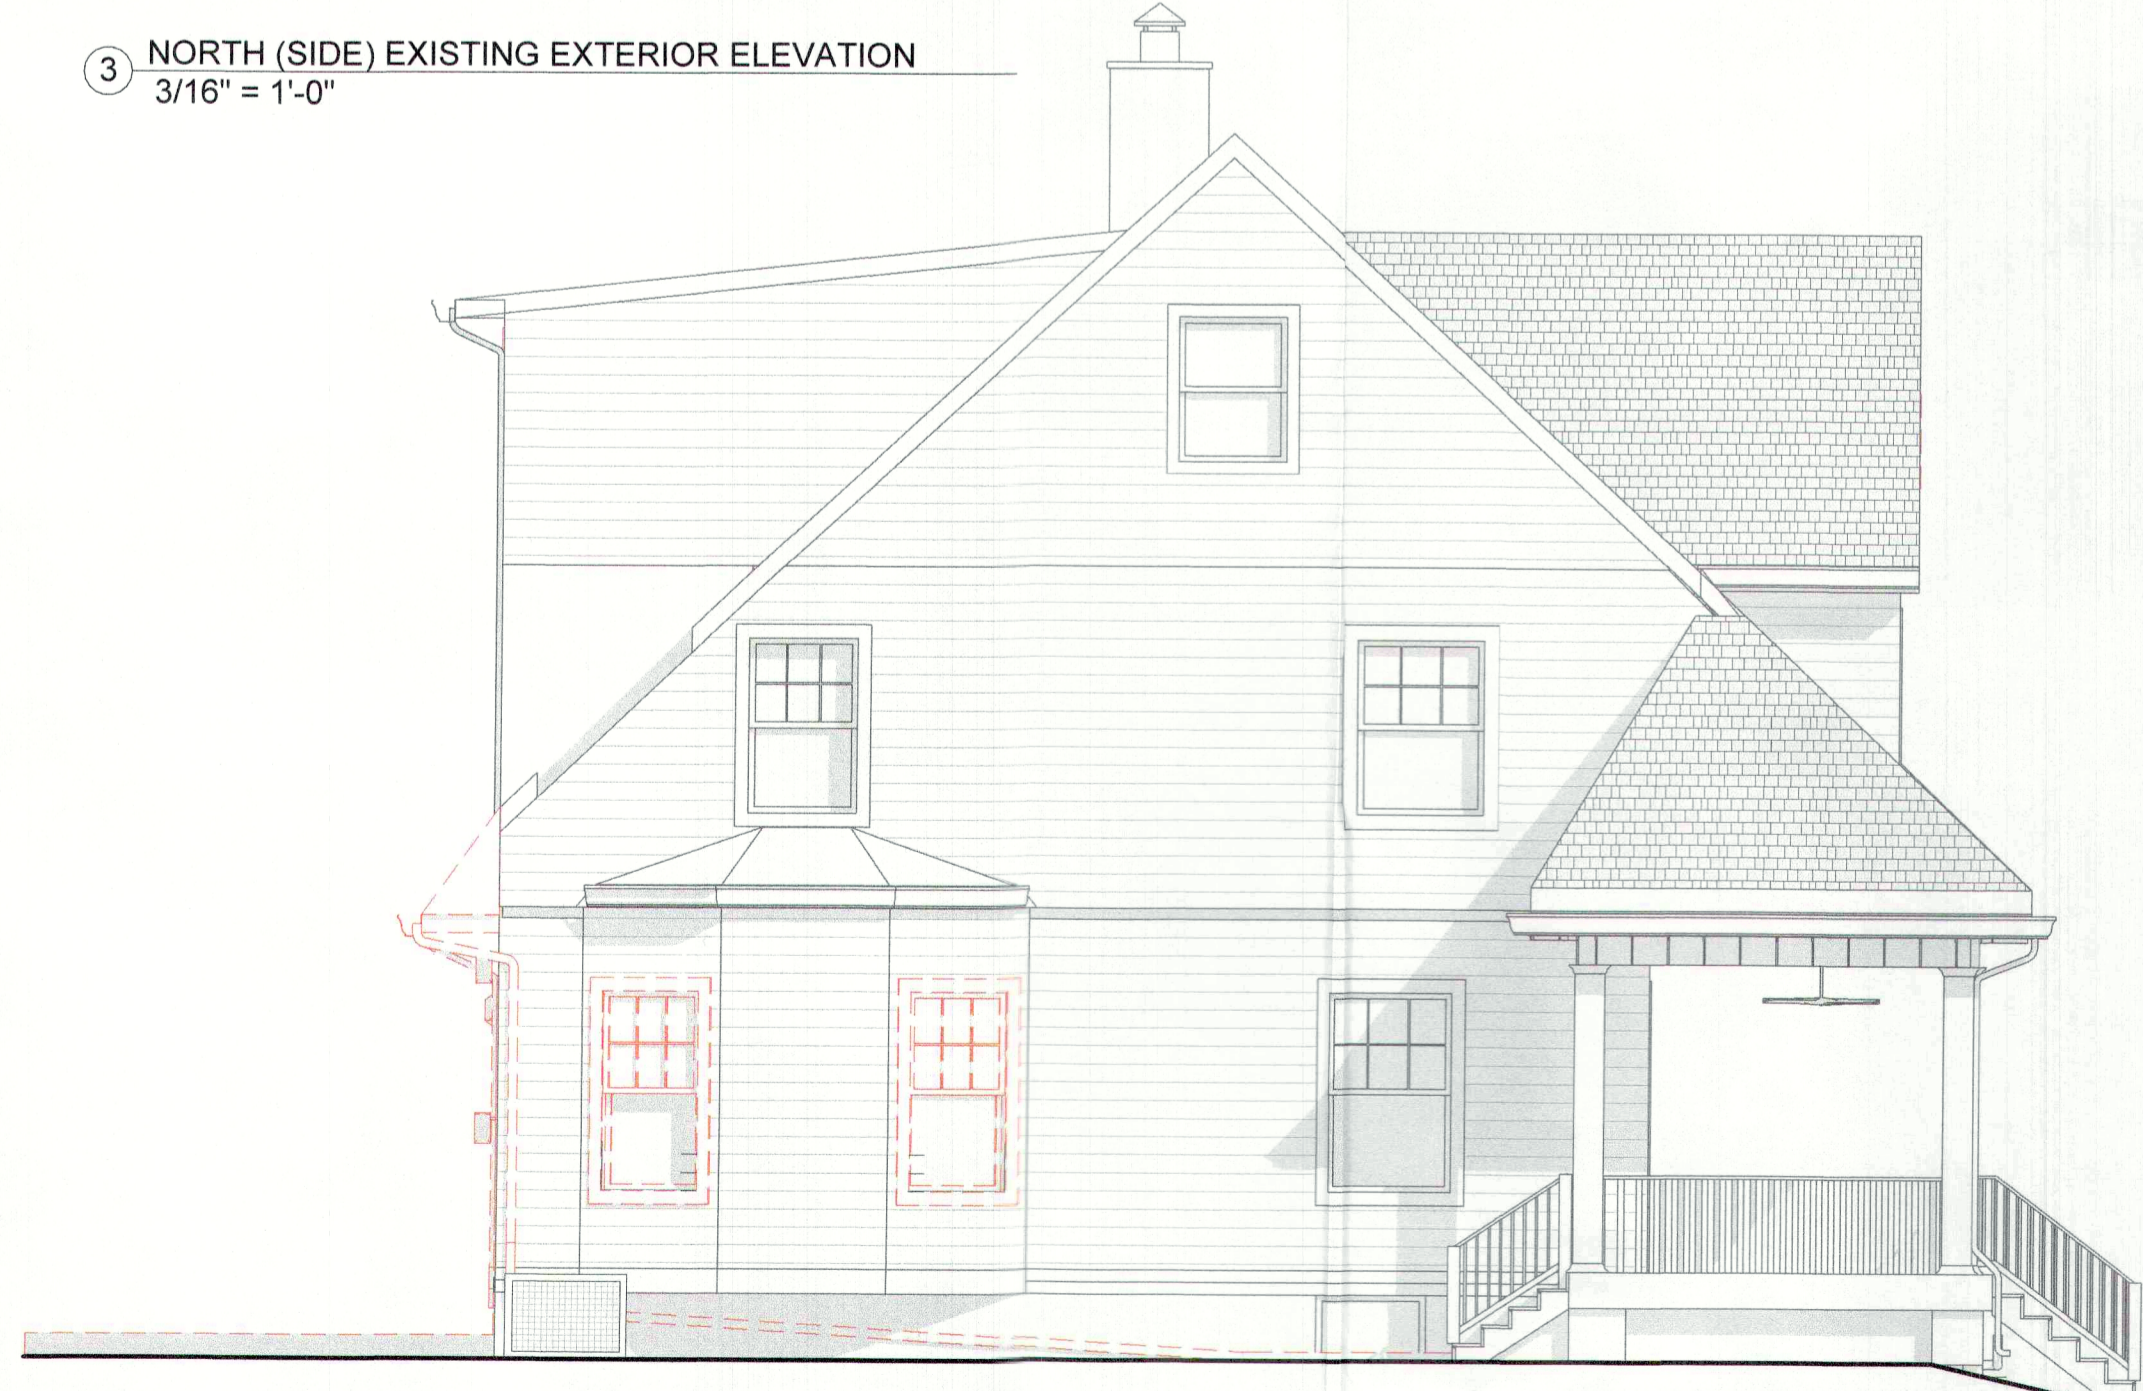 3
NORTH (SIDE) EXISTING EXTERIOR ELEVATION
3/16" = 1'-0"